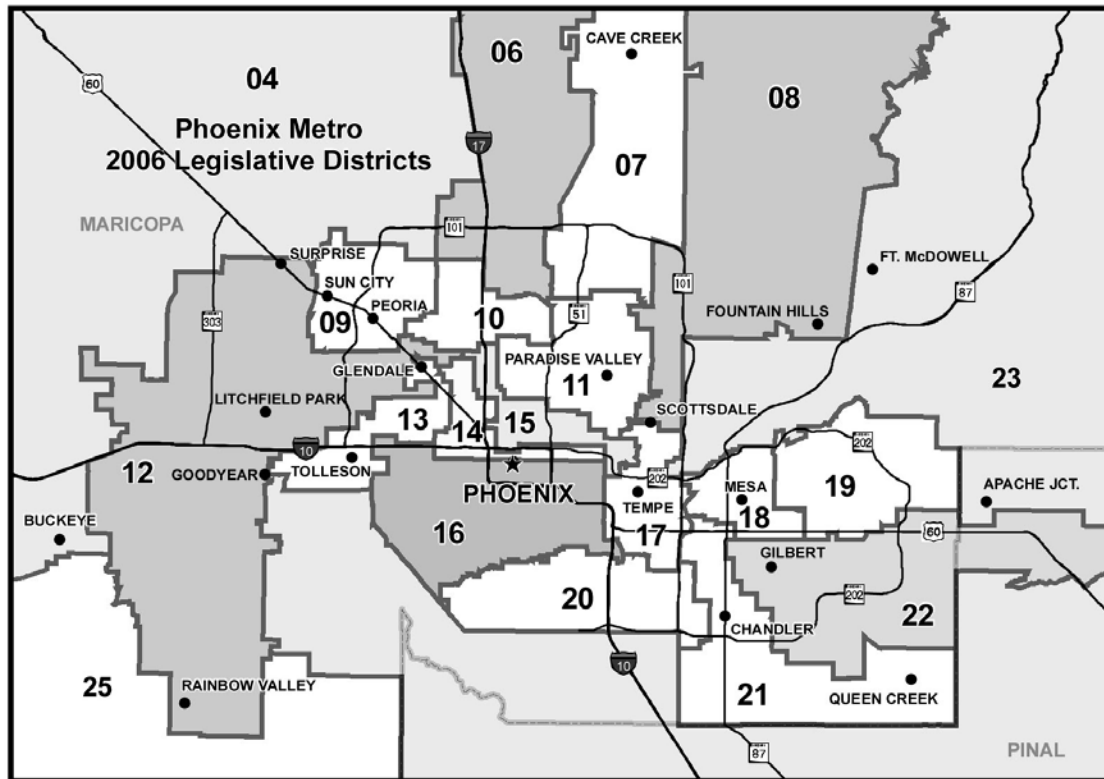 CAVE CREEK
06
60
04
08
Phoenix Metro
2006 Legislative Districts
17
07
MARICOPA
101
SURPRISE
FT. McDOWELL
SUN CITY
101
87
PEORIA
303
09
10
51
FOUNTAIN HILLS
PARADISE VALLEY
GLENDALE
11
23
LITCHFIELD PARK
13
14
15
SCOTTSDALE
10
202
12
GOODYEAR
TOLLESON
PHOENIX
202
MESA
19
APACHE JCT.
TEMPE
18
BUCKEYE
16
17
60
GILBERT
20
202
22
CHANDLER
10
25
RAINBOW VALLEY
21
QUEEN CREEK
87
PINAL